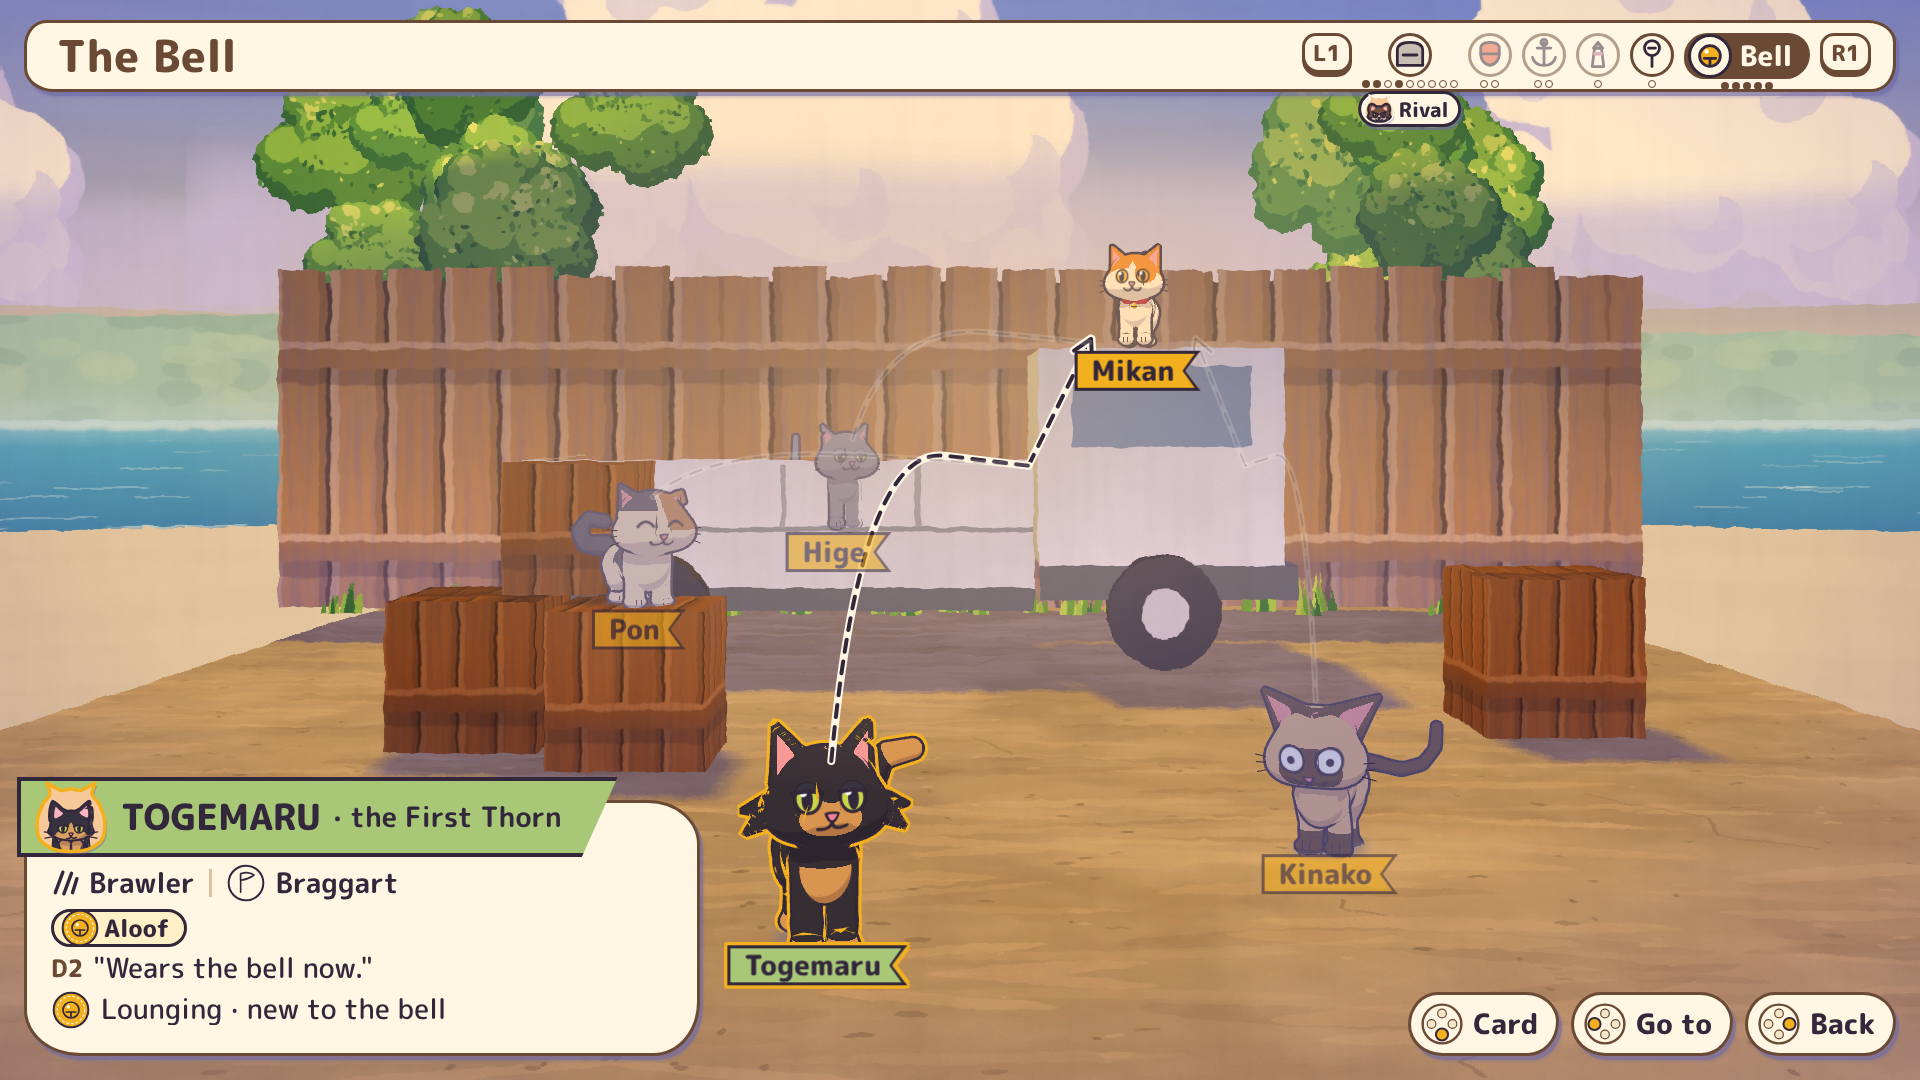 The Bell
L1
Bell
R1
Rival
Mikan
Hige
Pon
Kinako
Togemaru
TOGEMARU · the First Thorn
Brawler
Braggart
Aloof
D2 "Wears the bell now."
Lounging · new to the bell
Card
Go to
Back